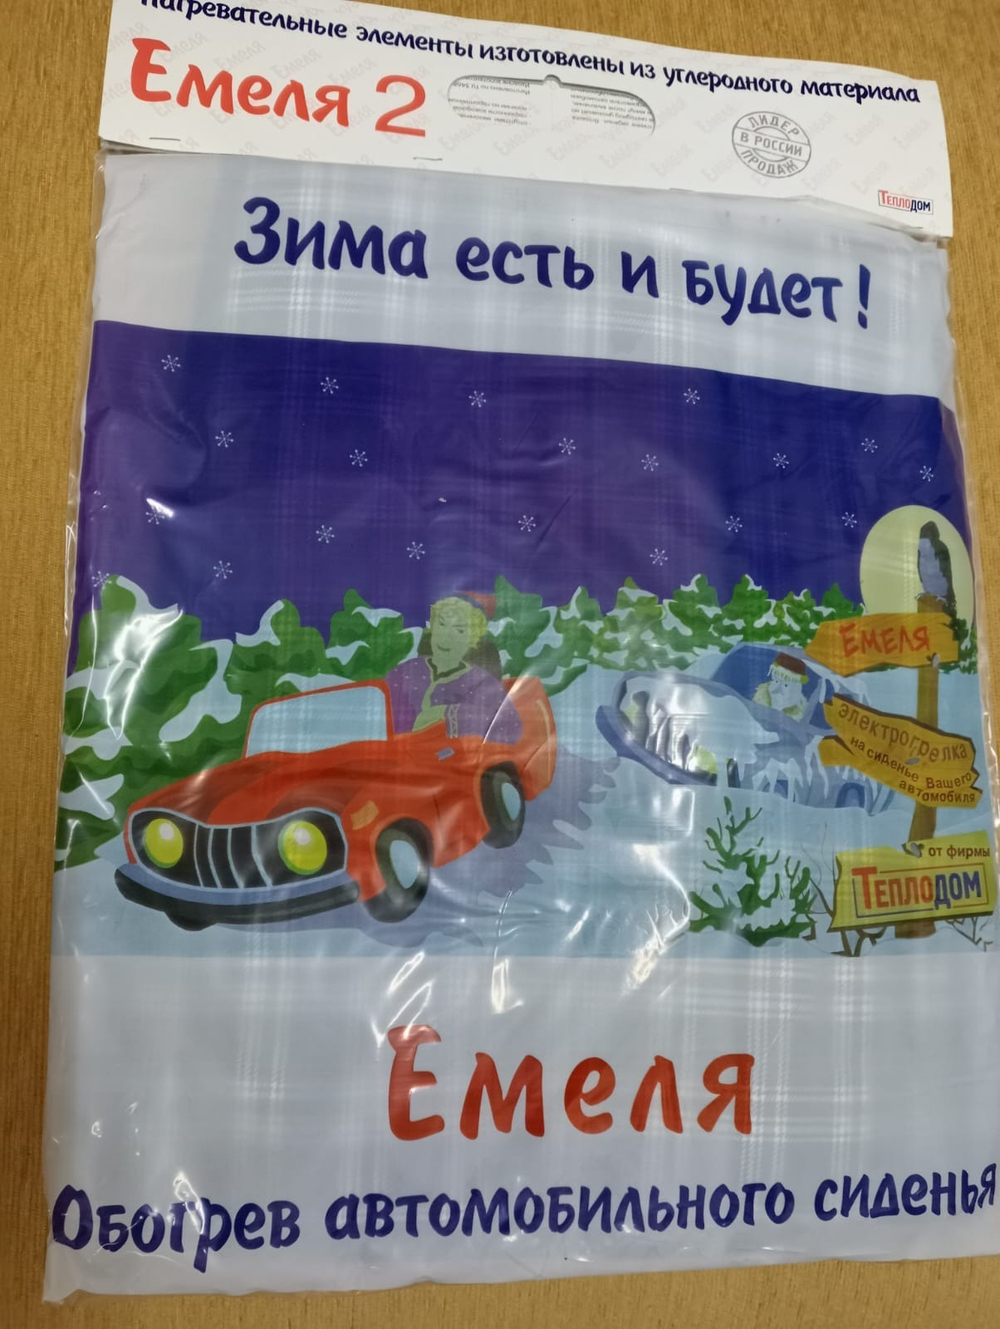 Нагревательные элементы изготовлены из углеродного материала
Емеля 2
ЛИДЕР
В РОССИИ
ПРОДАЖ
ТЕПЛОДОМ
Зима есть и будет!
ЕМЕЛЯ
электрогрелка
на сиденье Вашего
автомобиля
от фирмы
ТЕПЛОДОМ
Емеля
Обогрев автомобильного сиденья